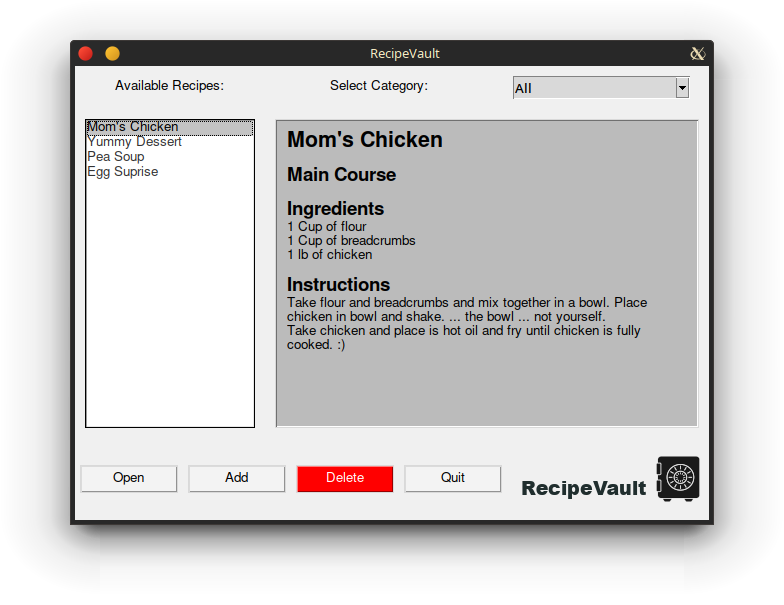 RecipeVault
Available Recipes:
Select Category:
All
Mom's Chicken
Yummy Dessert
Pea Soup
Egg Suprise
Mom's Chicken
Main Course
Ingredients
1 Cup of flour
1 Cup of breadcrumbs
1 lb of chicken
Instructions
Take flour and breadcrumbs and mix together in a bowl. Place
chicken in bowl and shake. ... the bowl ... not yourself.
Take chicken and place is hot oil and fry until chicken is fully
cooked. :)
Open
Add
Delete
Quit
RecipeVault